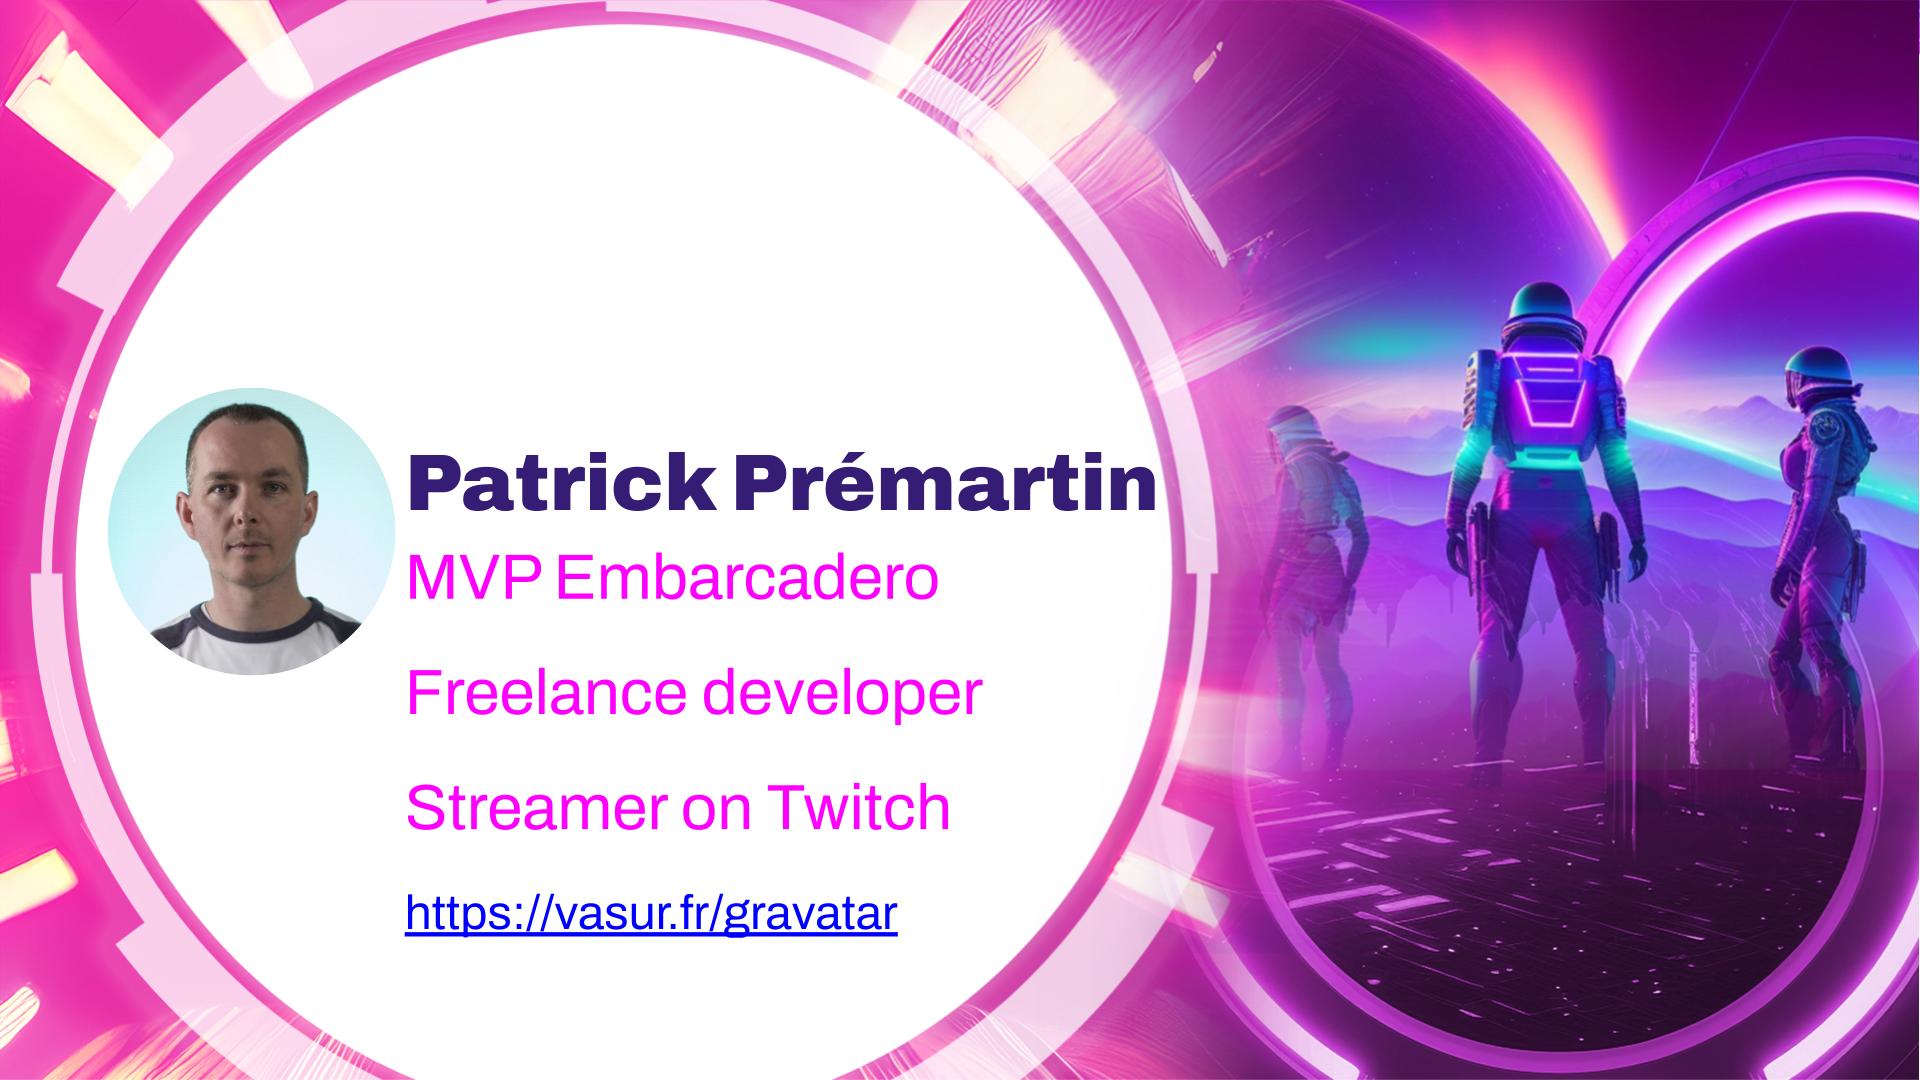 Patrick Prémartin
MVP Embarcadero
Freelance developer
Streamer on Twitch
https://vasur.fr/gravatar